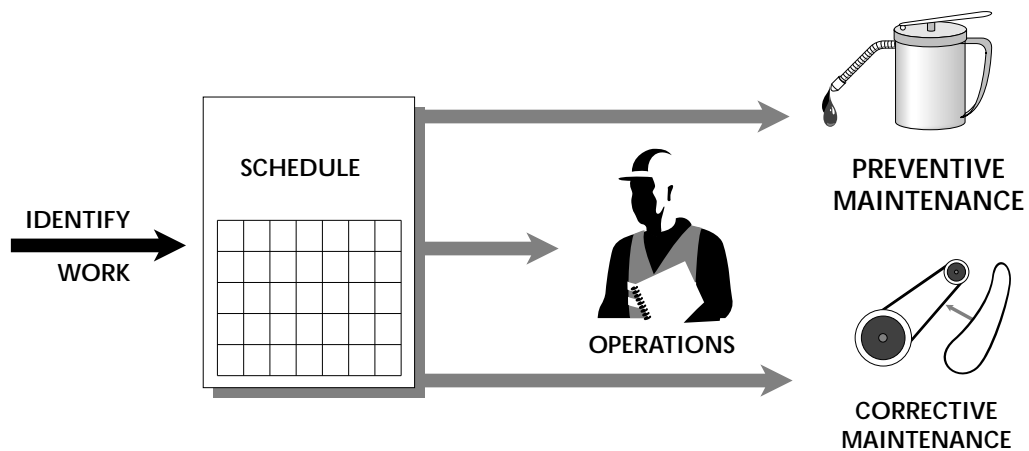 IDENTIFY
WORK
SCHEDULE
OPERATIONS
PREVENTIVE
MAINTENANCE
CORRECTIVE
MAINTENANCE